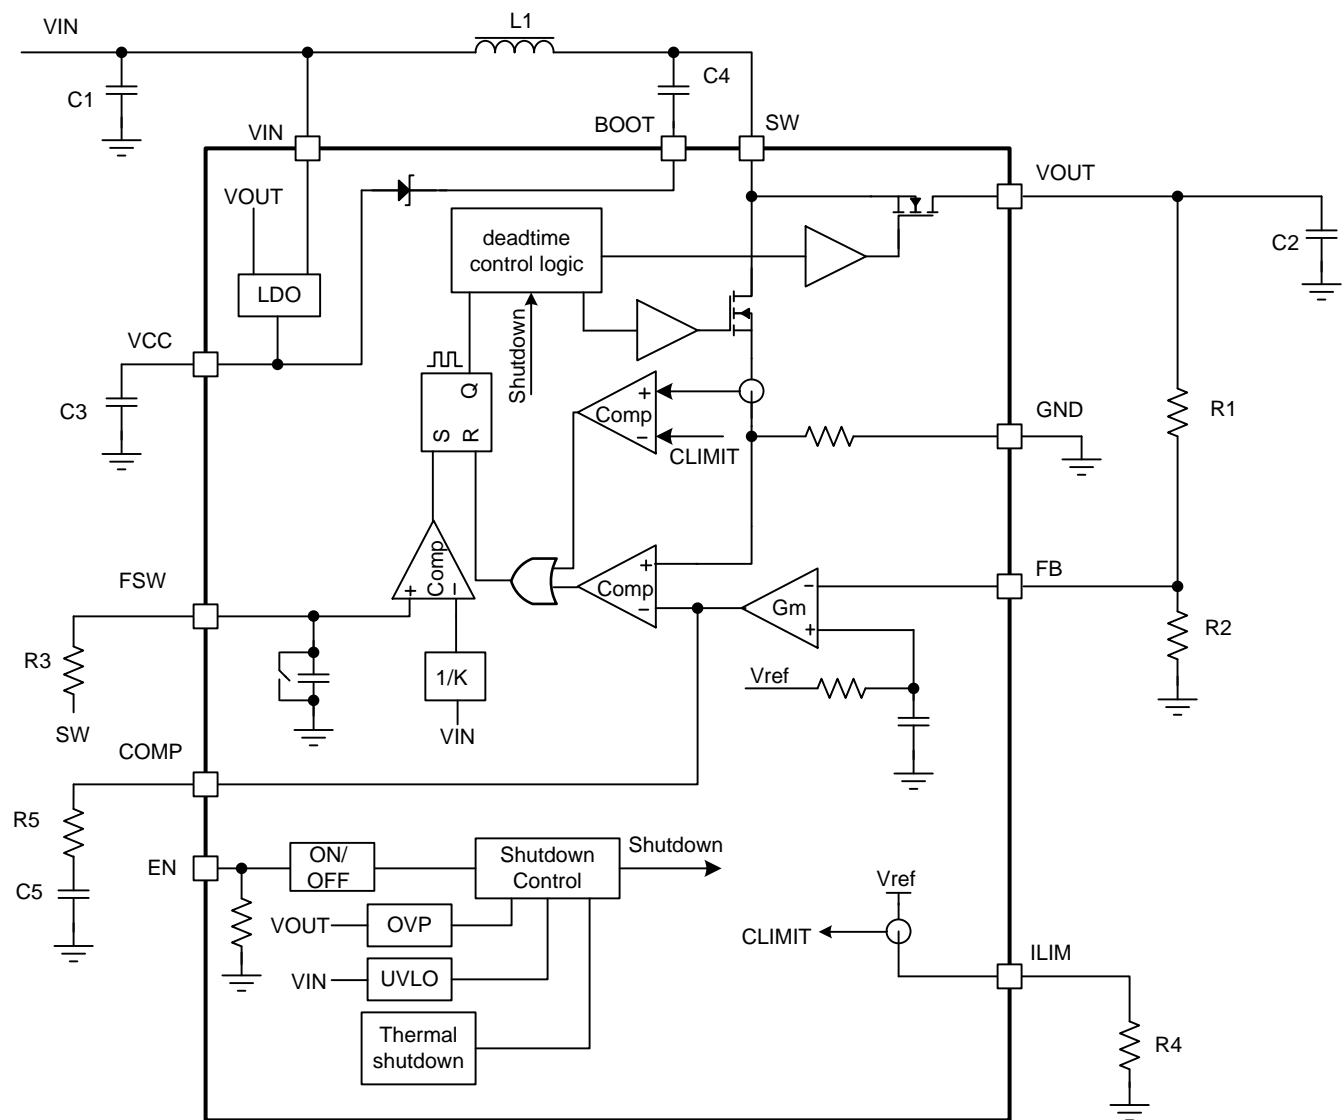 VIN
L1
C1
C4
VIN
BOOT
SW
VOUT
VOUT
deadtime
control logic
C2
LDO
VCC
Shutdown
C3
Q
S
R
+
Comp
−
CLIMIT
GND
R1
FSW
Comp
+
−
+
Comp
−
FB
−
Gm
+
R2
R3
1/K
Vref
SW
VIN
COMP
R5
EN
ON/
OFF
Shutdown
Control
Shutdown
C5
VOUT
OVP
Vref
CLIMIT
VIN
UVLO
ILIM
Thermal
shutdown
R4